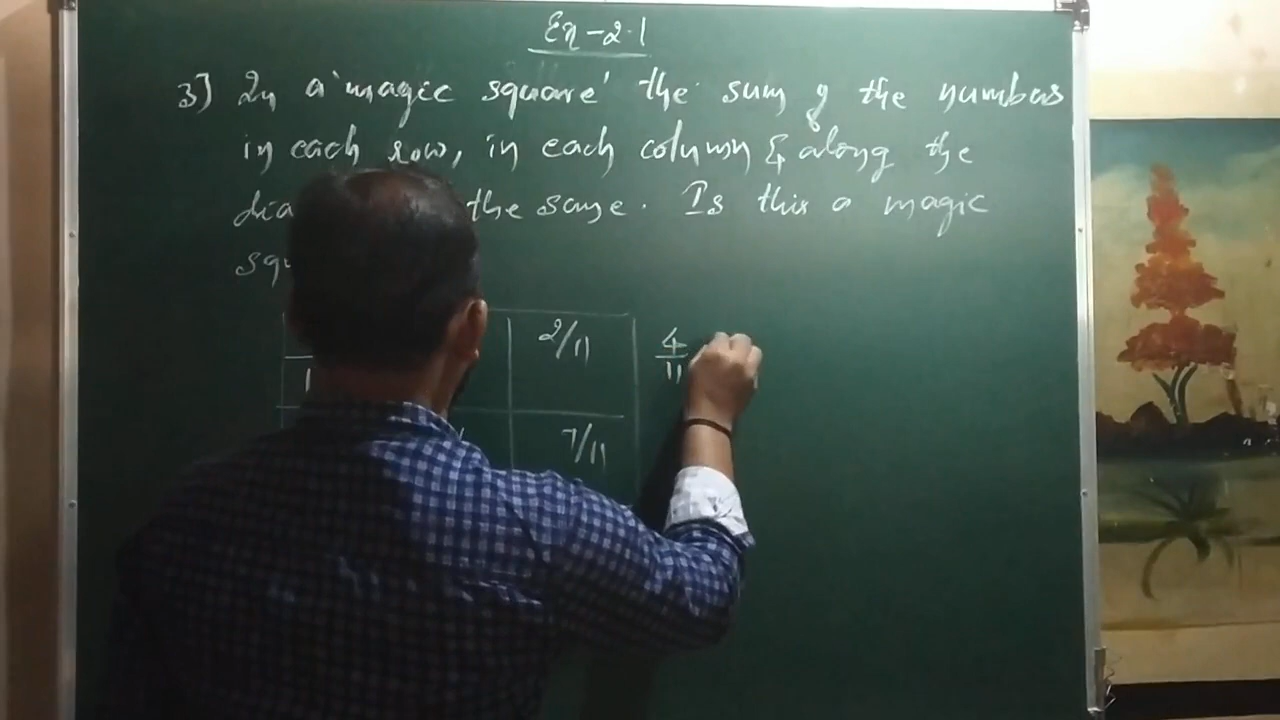 Ex-2.1
3) In a 'magic square' the sum of the numbers
in each row, in each column & along the
the same. Is this a magic
2/11 4/11
7/11